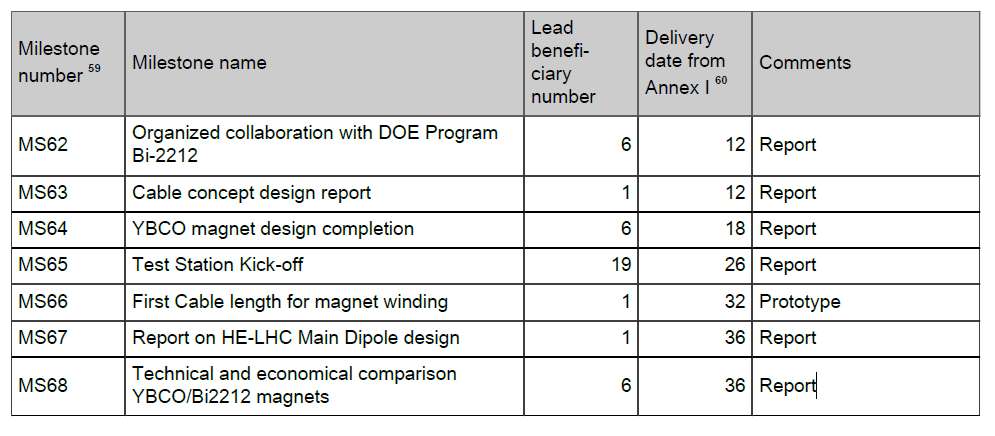 Milestone number 59 Milestone name Lead benefi-ciary number Delivery date from Annex I 60 Comments
MS62 Organized collaboration with DOE Program Bi-2212 6 12 Report
MS63 Cable concept design report 1 12 Report
MS64 YBCO magnet design completion 6 18 Report
MS65 Test Station Kick-off 19 26 Report
MS66 First Cable length for magnet winding 1 32 Prototype
MS67 Report on HE-LHC Main Dipole design 1 36 Report
MS68 Technical and economical comparison YBCO/Bi2212 magnets 6 36 Report